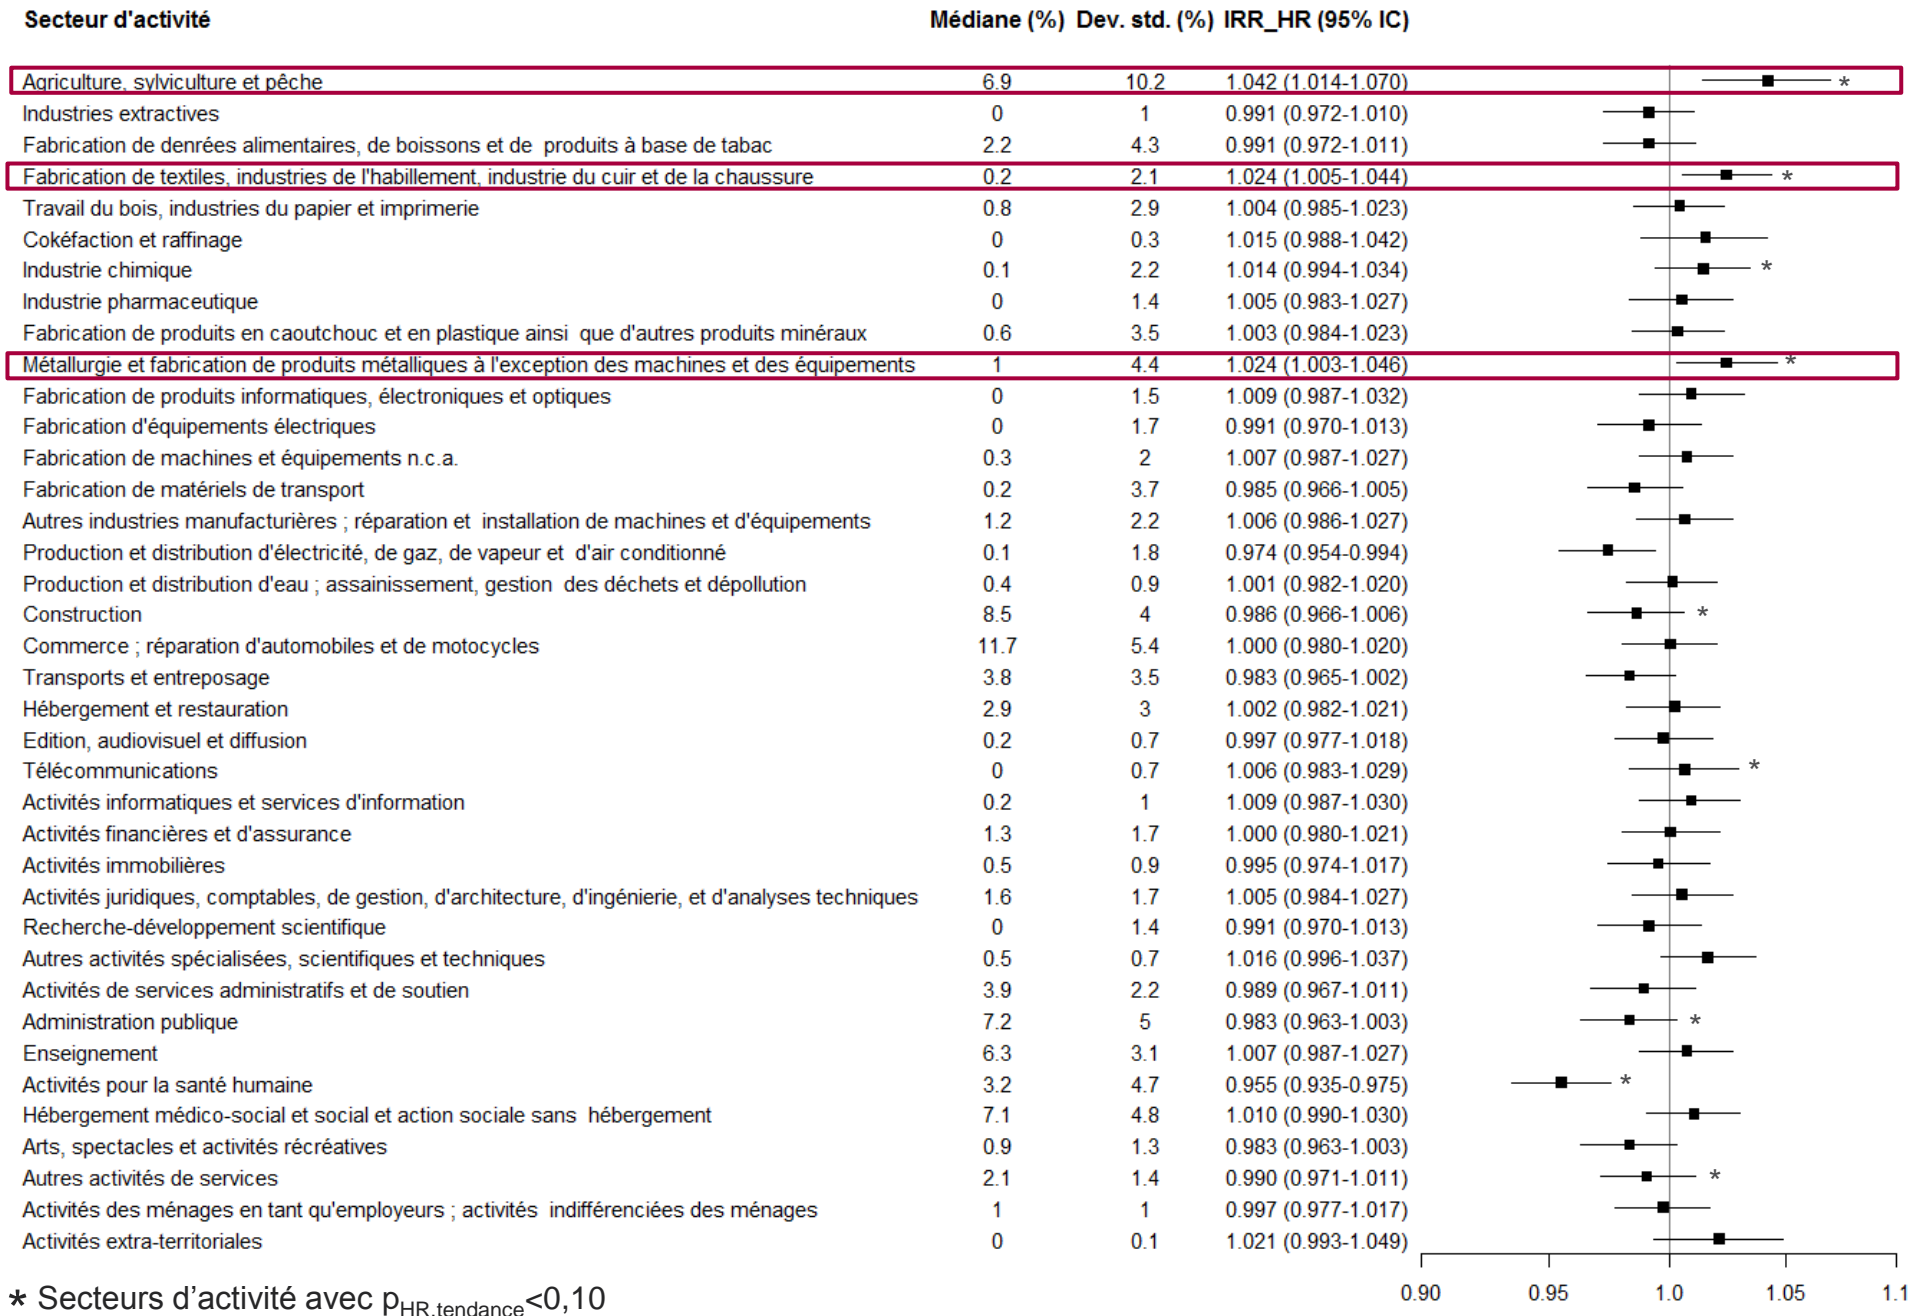 Secteur d'activité Médiane (%) Dev. std. (%) IRR_HR (95% IC)
Agriculture, sylviculture et pêche 6.9 10.2 1.042 (1.014-1.070) *
Industries extractives 0 1 0.991 (0.972-1.010)
Fabrication de denrées alimentaires, de boissons et de produits à base de tabac 2.2 4.3 0.991 (0.972-1.011)
Fabrication de textiles, industries de l'habillement, industrie du cuir et de la chaussure 0.2 2.1 1.024 (1.005-1.044) *
Travail du bois, industries du papier et imprimerie 0.8 2.9 1.004 (0.985-1.023)
Cokéfaction et raffinage 0 0.3 1.015 (0.988-1.042)
Industrie chimique 0.1 2.2 1.014 (0.994-1.034) *
Industrie pharmaceutique 0 1.4 1.005 (0.983-1.027)
Fabrication de produits en caoutchouc et en plastique ainsi que d'autres produits minéraux 0.6 3.5 1.003 (0.984-1.023)
Métallurgie et fabrication de produits métalliques à l'exception des machines et des équipements 1 4.4 1.024 (1.003-1.046) *
Fabrication de produits informatiques, électroniques et optiques 0 1.5 1.009 (0.987-1.032)
Fabrication d'équipements électriques 0 1.7 0.991 (0.970-1.013)
Fabrication de machines et équipements n.c.a. 0.3 2 1.007 (0.987-1.027)
Fabrication de matériels de transport 0.2 3.7 0.985 (0.966-1.005)
Autres industries manufacturières ; réparation et installation de machines et d'équipements 1.2 2.2 1.006 (0.986-1.027)
Production et distribution d'électricité, de gaz, de vapeur et d'air conditionné 0.1 1.8 0.974 (0.954-0.994)
Production et distribution d'eau ; assainissement, gestion des déchets et dépollution 0.4 0.9 1.001 (0.982-1.020)
Construction 8.5 4 0.986 (0.966-1.006) *
Commerce ; réparation d'automobiles et de motocycles 11.7 5.4 1.000 (0.980-1.020)
Transports et entreposage 3.8 3.5 0.983 (0.965-1.002)
Hébergement et restauration 2.9 3 1.002 (0.982-1.021)
Edition, audiovisuel et diffusion 0.2 0.7 0.997 (0.977-1.018)
Télécommunications 0 0.7 1.006 (0.983-1.029) *
Activités informatiques et services d'information 0.2 1 1.009 (0.987-1.030)
Activités financières et d'assurance 1.3 1.7 1.000 (0.980-1.021)
Activités immobilières 0.5 0.9 0.995 (0.974-1.017)
Activités juridiques, comptables, de gestion, d'architecture, d'ingénierie, et d'analyses techniques 1.6 1.7 1.005 (0.984-1.027)
Recherche-développement scientifique 0 1.4 0.991 (0.970-1.013)
Autres activités spécialisées, scientifiques et techniques 0.5 0.7 1.016 (0.996-1.037)
Activités de services administratifs et de soutien 3.9 2.2 0.989 (0.967-1.011)
Administration publique 7.2 5 0.983 (0.963-1.003) *
Enseignement 6.3 3.1 1.007 (0.987-1.027)
Activités pour la santé humaine 3.2 4.7 0.955 (0.935-0.975) *
Hébergement médico-social et social et action sociale sans hébergement 7.1 4.8 1.010 (0.990-1.030)
Arts, spectacles et activités récréatives 0.9 1.3 0.983 (0.963-1.003)
Autres activités de services 2.1 1.4 0.990 (0.971-1.011) *
Activités des ménages en tant qu'employeurs ; activités indifférenciées des ménages 1 1 0.997 (0.977-1.017)
Activités extra-territoriales 0 0.1 1.021 (0.993-1.049)
0.90 0.95 1.0 1.05 1.1
* Secteurs d’activité avec pHR,tendance<0,10